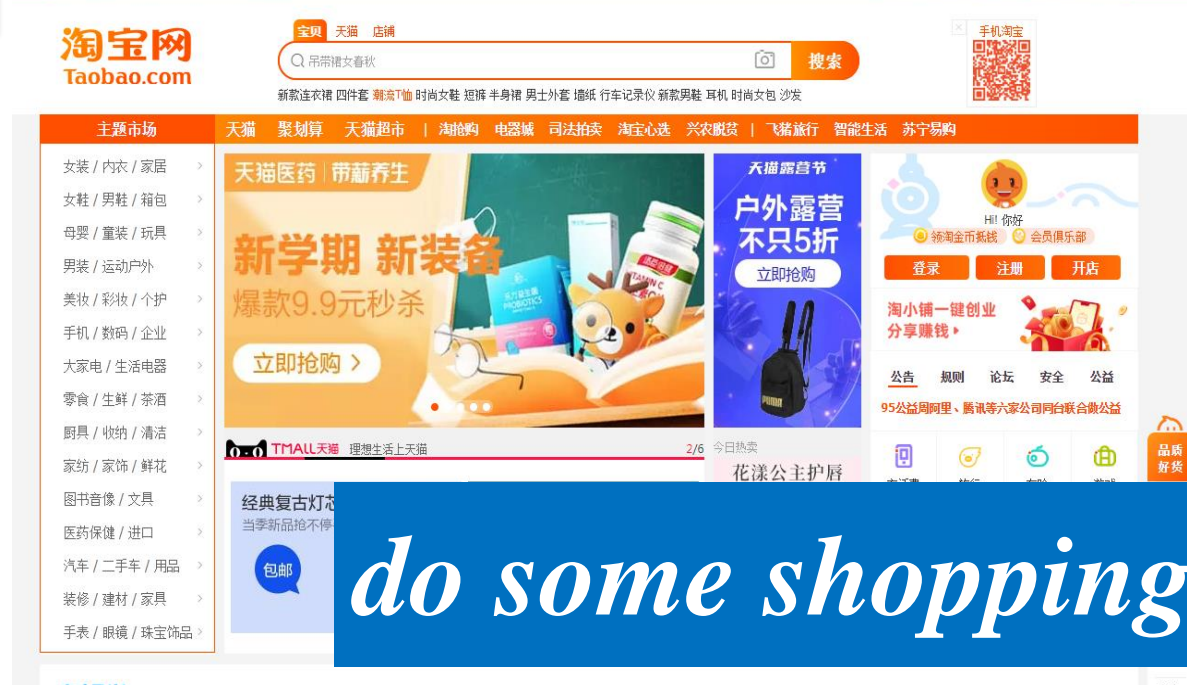 宝贝 天猫 店铺
手机淘宝
淘宝网
Taobao.com
吊带裙女春秋
搜索
新款连衣裙 四件套 潮流T恤 时尚女鞋 短裤 半身裙 男士外套 墙纸 行车记录仪 新款男鞋 耳机 时尚女包 沙发
主题市场
天猫 聚划算 天猫超市 | 淘抢购 电器城 司法拍卖 淘宝心选 兴农脱贫 | 飞猪旅行 智能生活 苏宁易购
女装 / 内衣 / 家居
女鞋 / 男鞋 / 箱包
母婴 / 童装 / 玩具
男装 / 运动户外
美妆 / 彩妆 / 个护
手机 / 数码 / 企业
大家电 / 生活电器
零食 / 生鲜 / 茶酒
厨具 / 收纳 / 清洁
家纺 / 家饰 / 鲜花
图书音像 / 文具
医药保健 / 进口
汽车 / 二手车 / 用品
装修 / 建材 / 家具
手表 / 眼镜 / 珠宝饰品
天猫医药 | 带薪养生
新学期 新装备
爆款9.9元秒杀
立即抢购 >
PROBIOTICS
天猫露营节
户外露营
不只5折
立即抢购
PUMA
Hi! 你好
领淘金币抵钱 会员俱乐部
登录 注册 开店
淘小铺一键创业
分享赚钱
公告 规则 论坛 安全 公益
95公益周阿里、腾讯等六家公司同台联合做公益
品质
好货
TMALL天猫 理想生活上天猫 2/6
今日热卖
花漾公主护唇
经典复古灯芯
当季新品抢不停
包邮
do some shopping